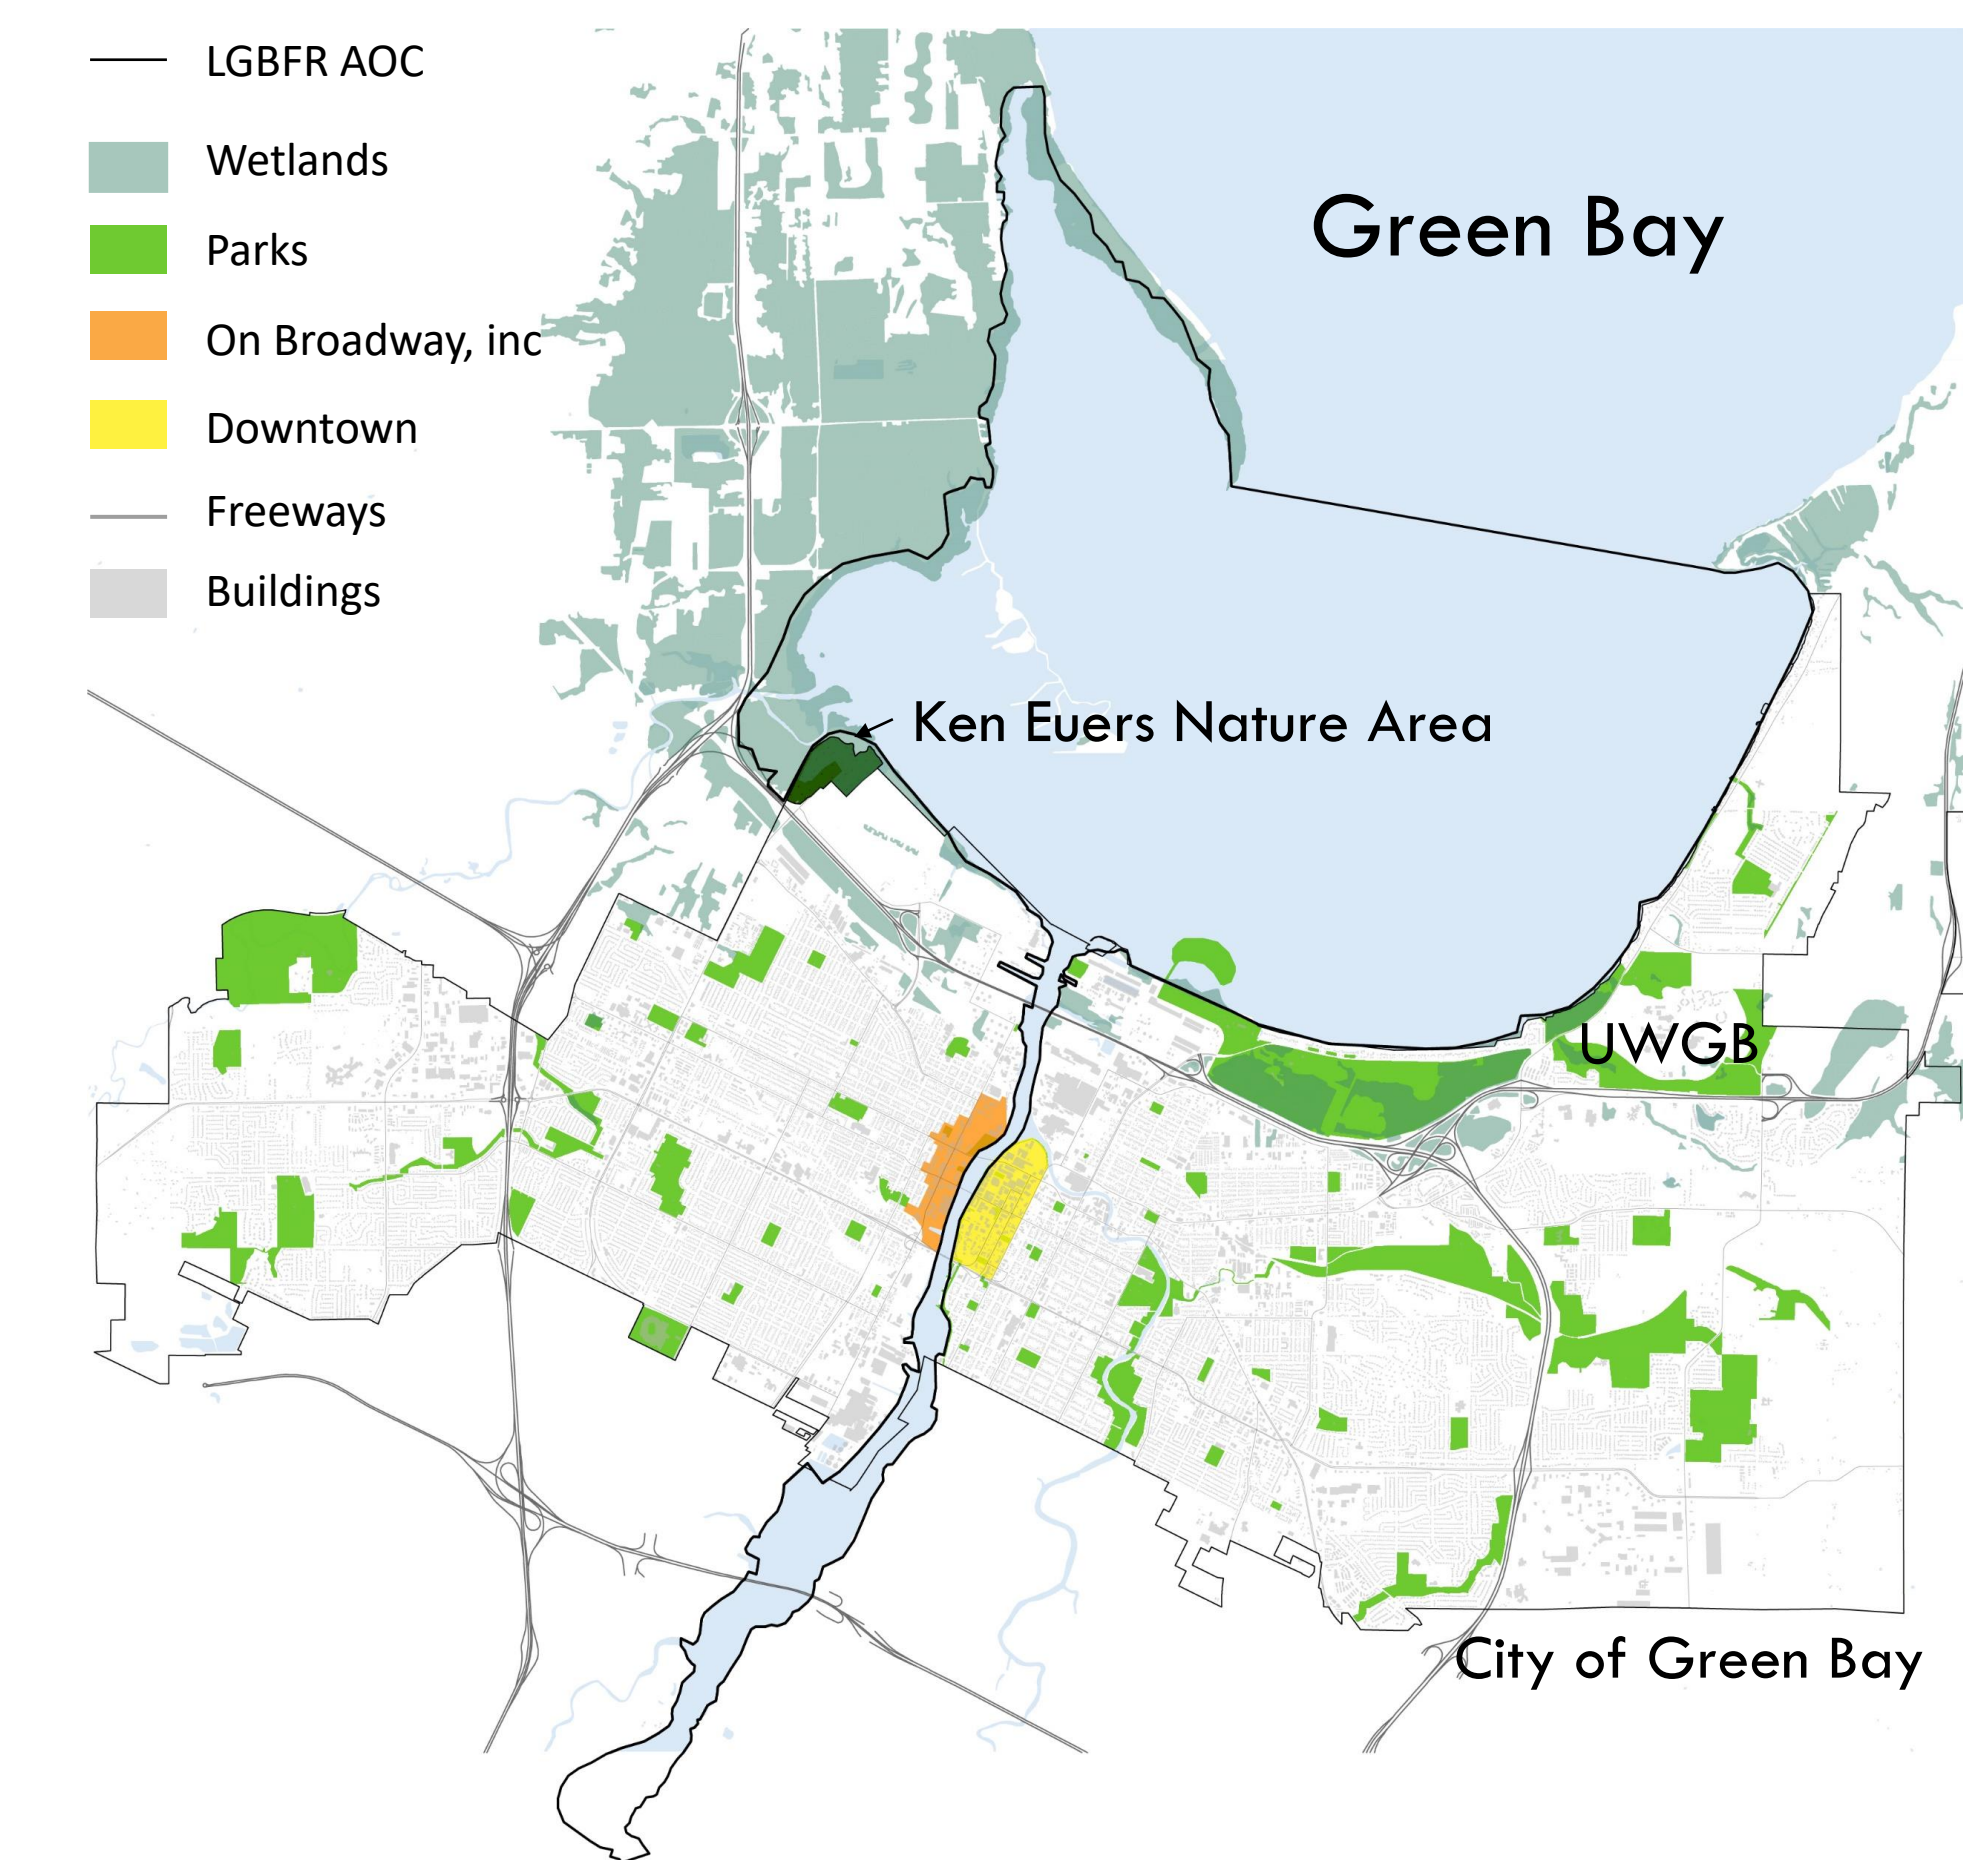 LGBFR AOC
Wetlands
Parks
On Broadway, inc
Downtown
Freeways
Buildings
Green Bay
Ken Euers Nature Area
UWGB
City of Green Bay